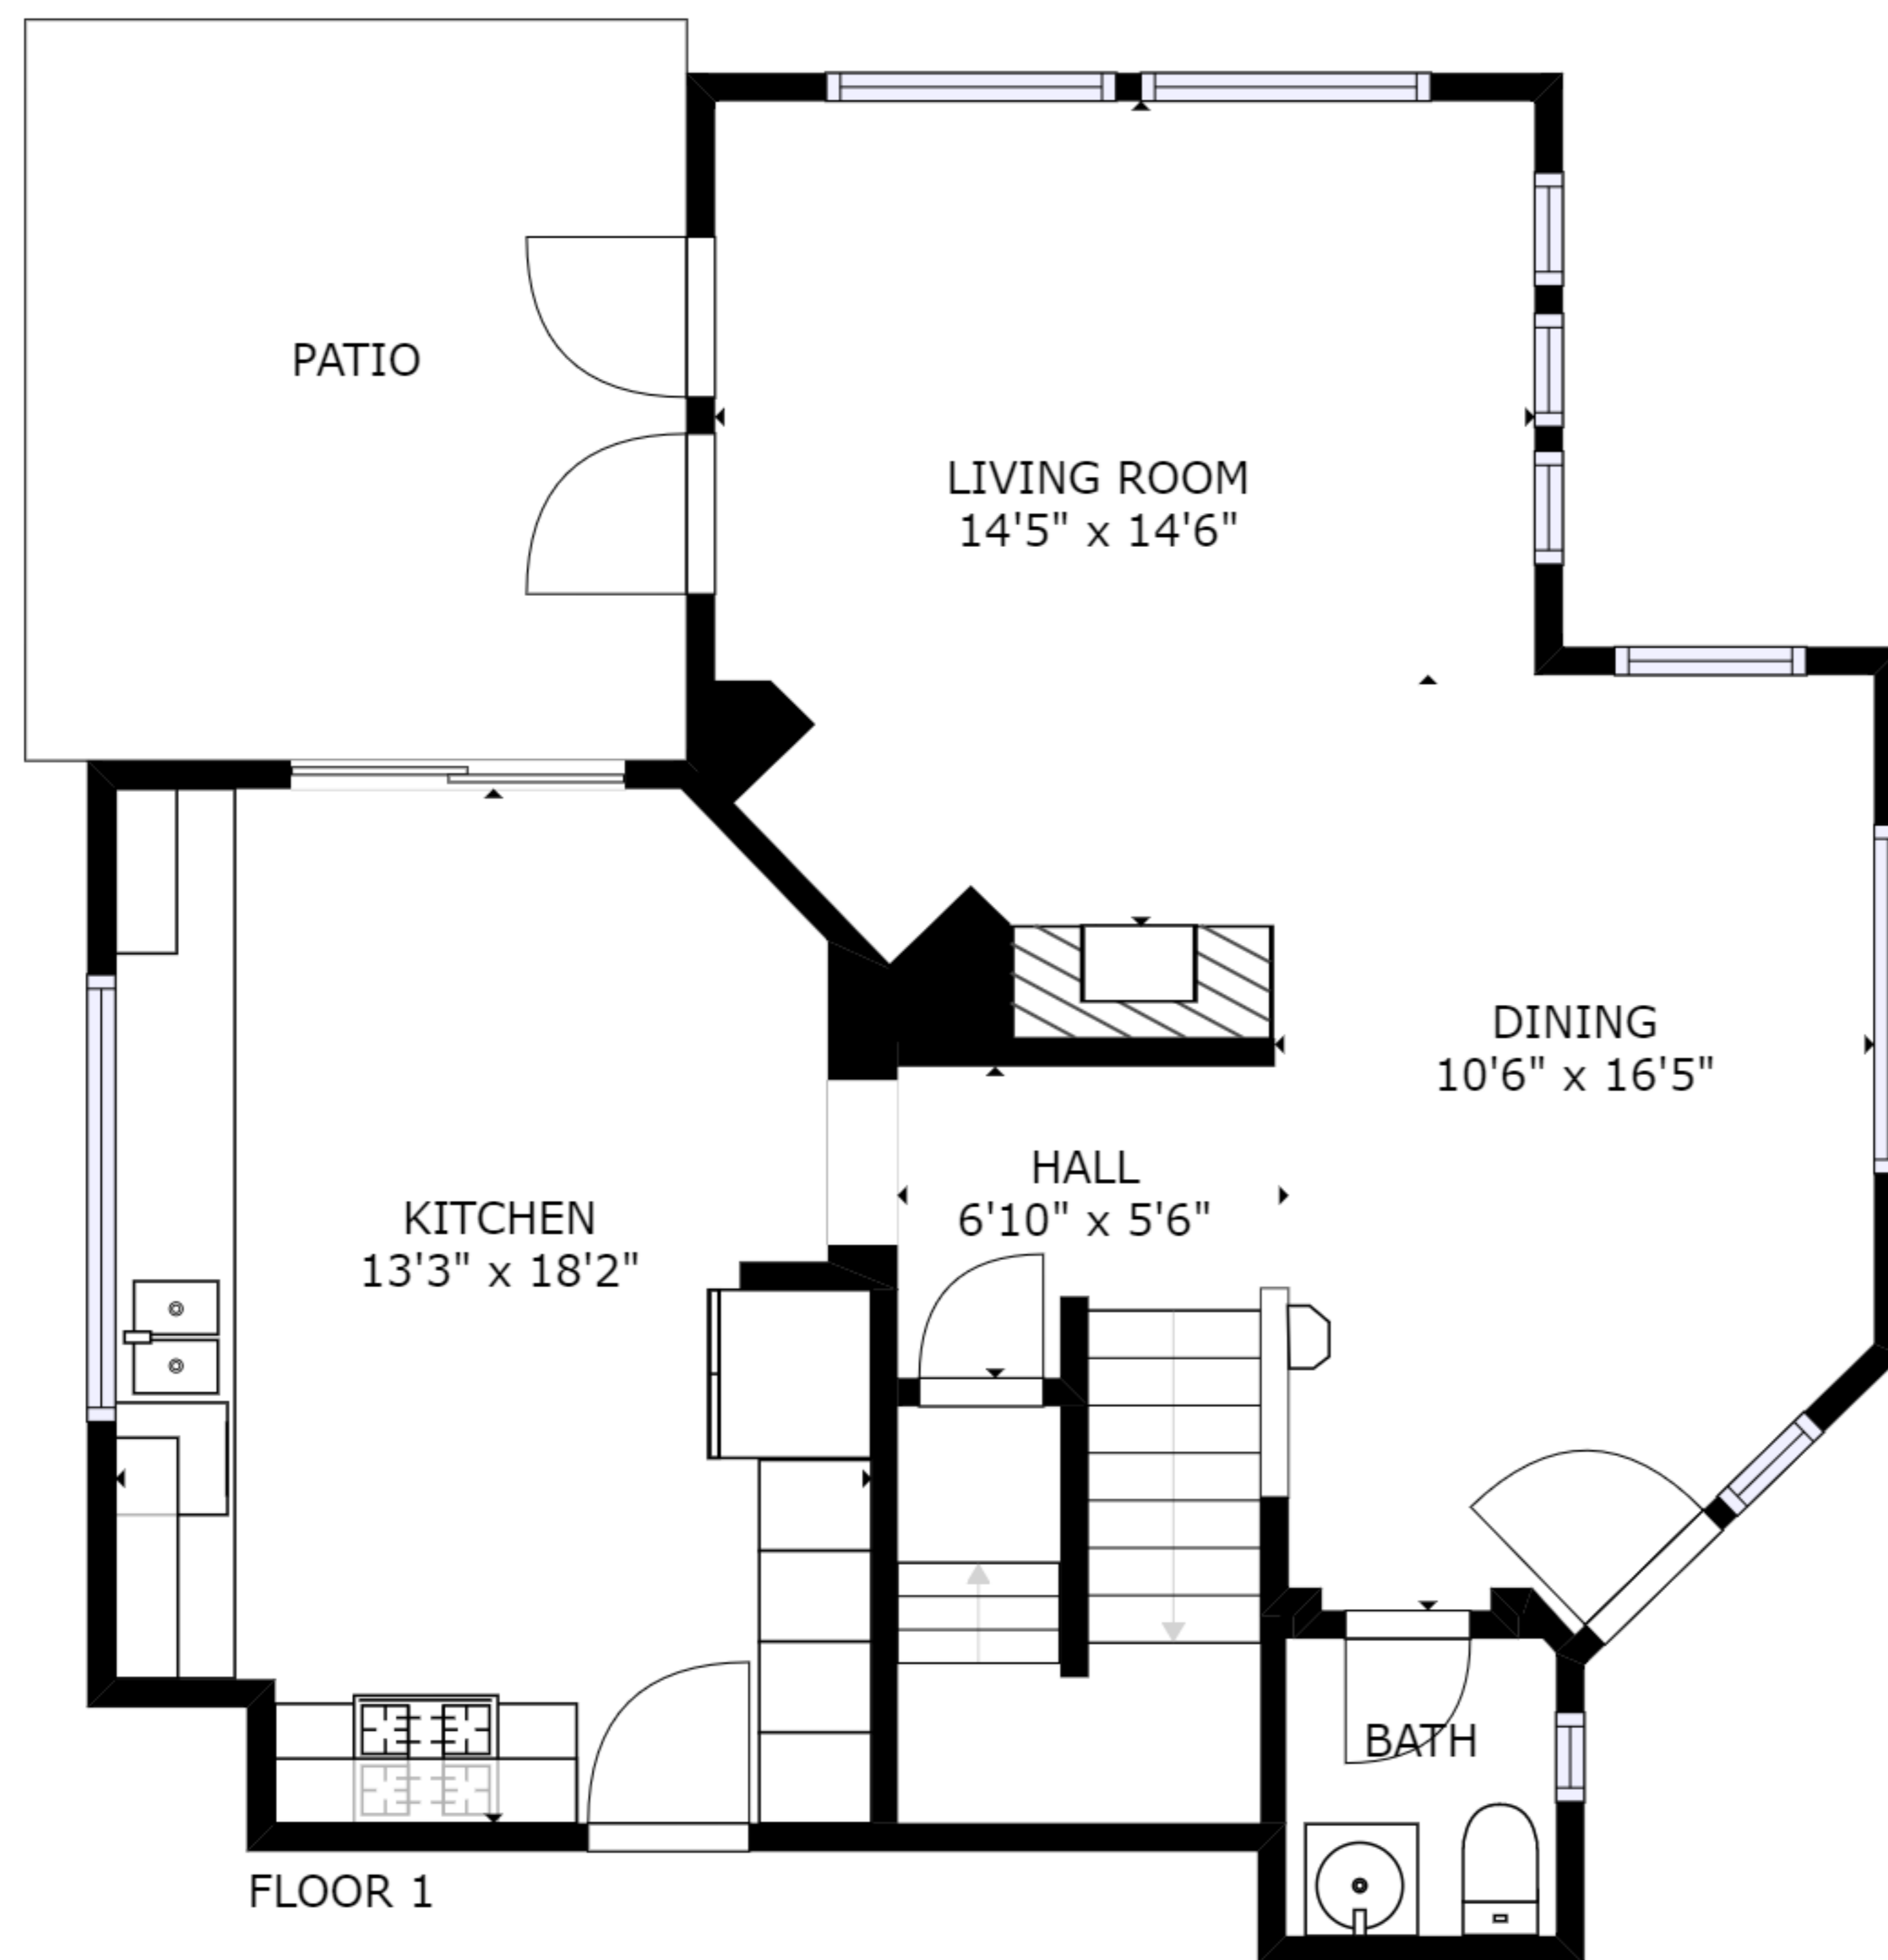 PATIO
LIVING ROOM
14'5" x 14'6"
DINING
10'6" x 16'5"
HALL
6'10" x 5'6"
KITCHEN
13'3" x 18'2"
BATH
FLOOR 1